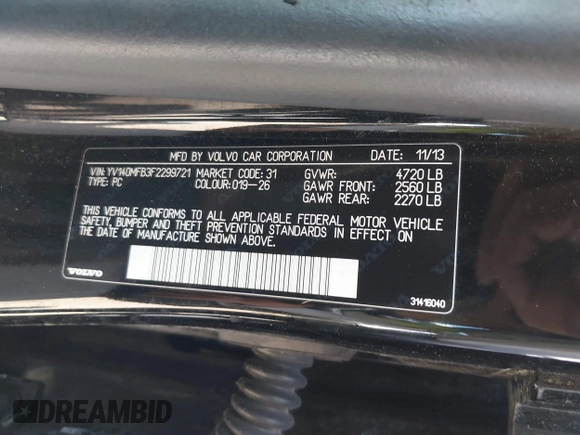 MFD BY VOLVO CAR CORPORATION DATE: 11/13
VIN: YV140MFB3F2299721 MARKET CODE: 31 GVWR: 4720 LB
TYPE: PC COLOUR: 019-26 GAWR FRONT: 2560 LB
GAWR REAR: 2270 LB
THIS VEHICLE CONFORMS TO ALL APPLICABLE FEDERAL MOTOR VEHICLE
SAFETY, BUMPER, AND THEFT PREVENTION STANDARDS IN EFFECT ON
THE DATE OF MANUFACTURE SHOWN ABOVE.
VOLVO
31416040
DREAMBID